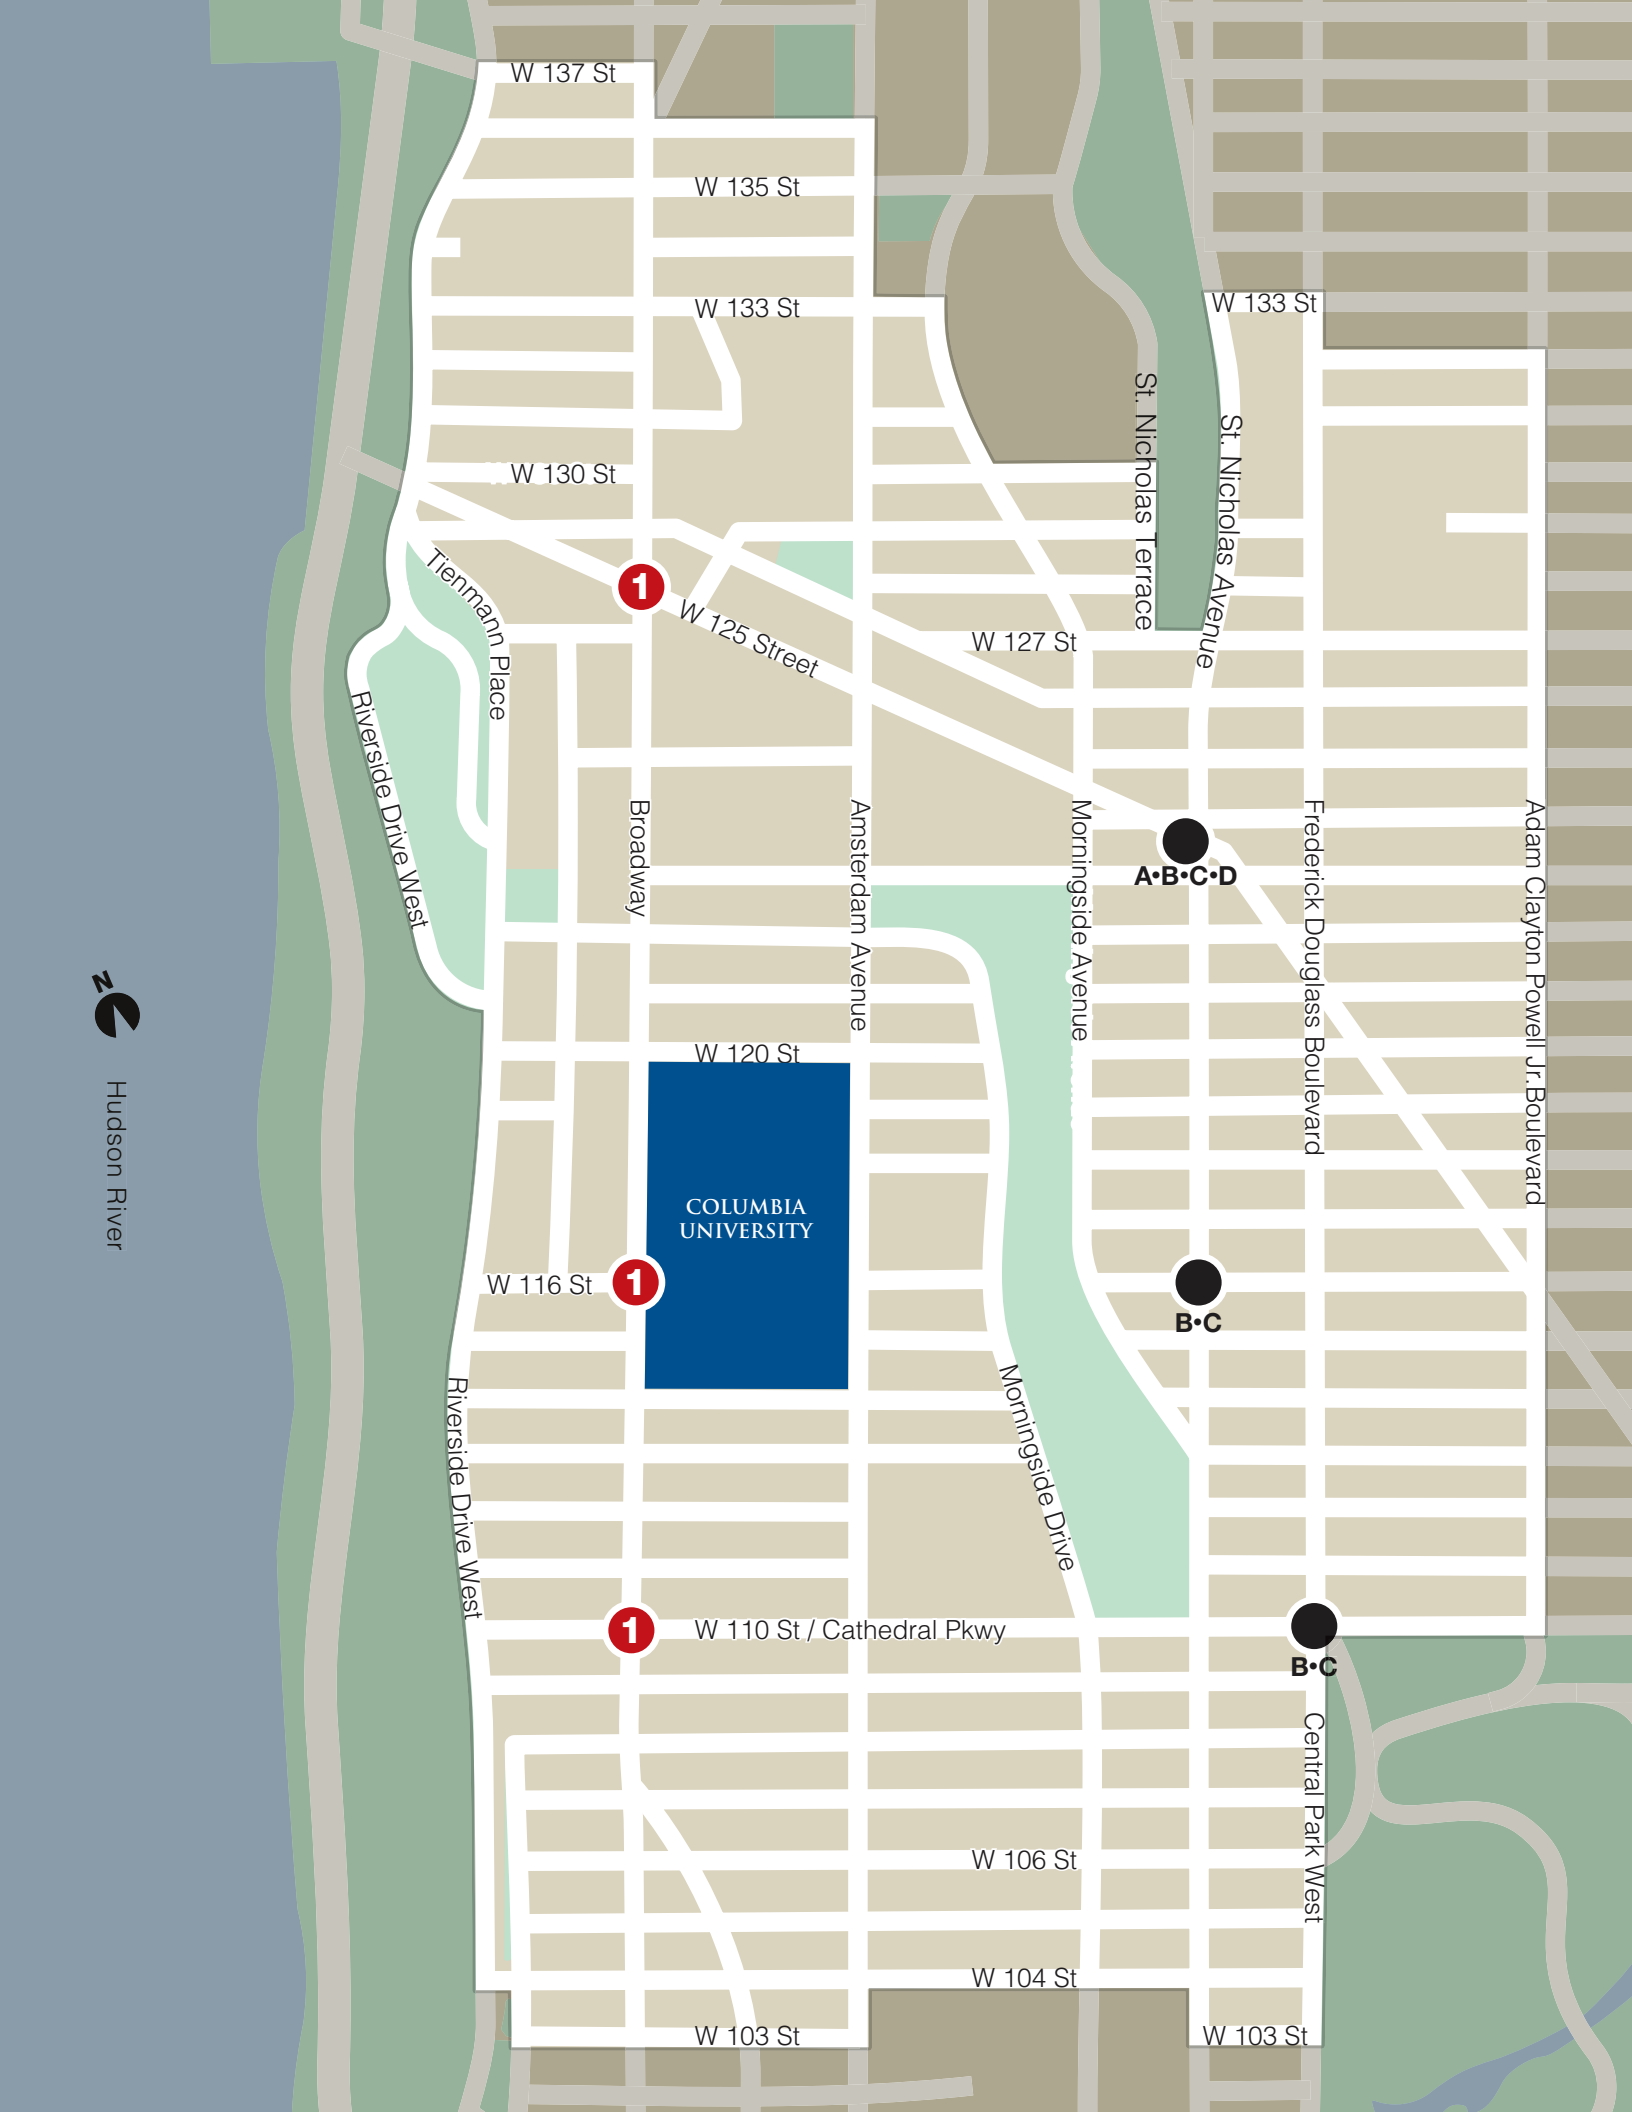 W 137 St
W 135 St
W 133 St
W 133 St
St. Nicholas Terrace
St. Nicholas Avenue
W 130 St
Tienmann Place
1
W 125 Street
W 127 St
Riverside Drive West
Broadway
Amsterdam Avenue
Morningside Avenue
Frederick Douglass Boulevard
Adam Clayton Powell Jr.Boulevard
A•B•C•D
N
Hudson River
W 120 St
COLUMBIA
UNIVERSITY
W 116 St
1
B•C
Riverside Drive West
Morningside Drive
1
W 110 St / Cathedral Pkwy
B•C
Central Park West
W 106 St
W 104 St
W 103 St
W 103 St